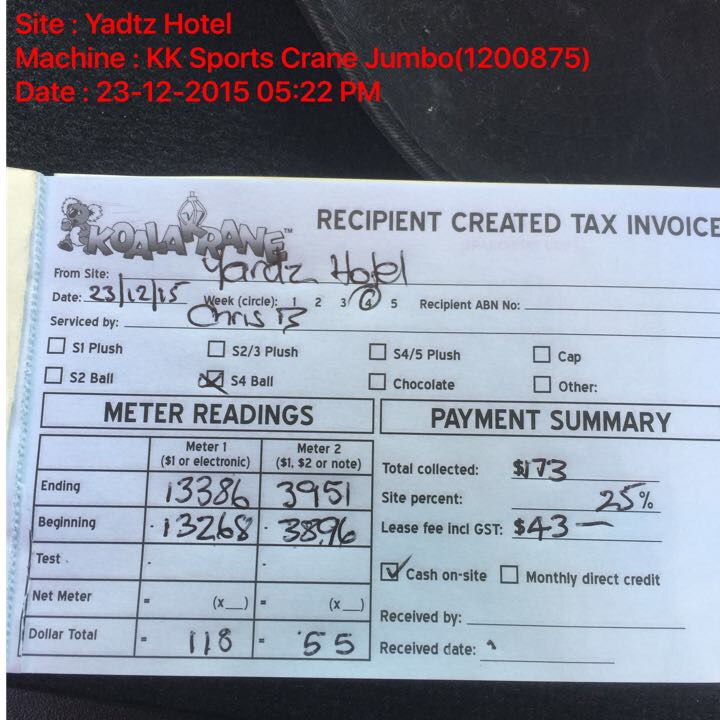 Site : Yadtz Hotel
Machine : KK Sports Crane Jumbo(1200875)
Date : 23-12-2015 05:22 PM
KOALA KRANE™ RECIPIENT CREATED TAX INVOICE
From Site: Yardtz Hotel
Date: 23/12/15 Week (circle): 1 2 3 4 5 Recipient ABN No:
Serviced by: Chris B
S1 Plush S2/3 Plush S4/5 Plush Cap
S2 Ball S4 Ball Chocolate Other:
METER READINGS PAYMENT SUMMARY
Meter 1 Meter 2
($1 or electronic) ($1, $2 or note)
Total collected: $173
Ending 13386 3951
Site percent: 25%
Beginning - 13268 - 3896
Lease fee incl GST: $43 —
Test - -
Cash on-site Monthly direct credit
Net Meter = (x__) = (x__)
Received by:
Dollar Total = 118 = 55
Received date: